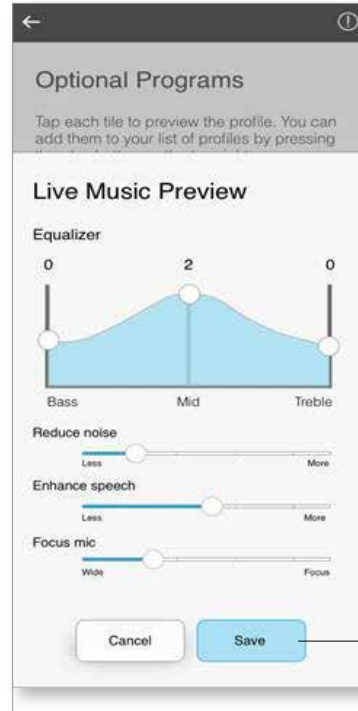 Optional Programs
Tap each tile to preview the profile. You can
add them to your list of profiles by pressing
Live Music Preview
Equalizer
0 2 0
Bass Mid Treble
Reduce noise
Less More
Enhance speech
Less More
Focus mic
Wide Focus
Cancel Save